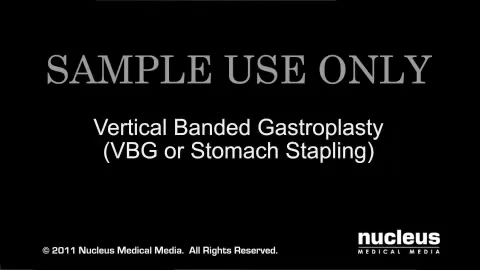 SAMPLE USE ONLY
Vertical Banded Gastroplasty
(VBG or Stomach Stapling)
nucleus
MEDICAL MEDIA
© 2011 Nucleus Medical Media. All Rights Reserved.